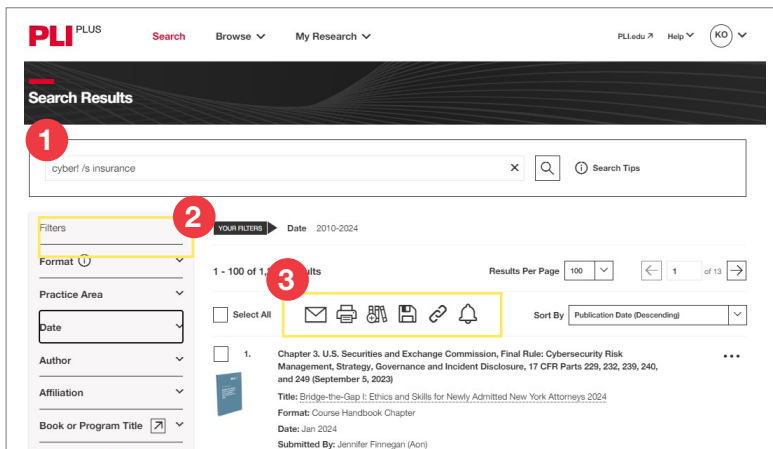 PLI PLUS
Search Browse My Research PLI.edu Help KO
Search Results
1
cyber! /s insurance Search Tips
2
Filters YOUR FILTERS Date 2010-2024
Format
1 - 100 of 1, ults Results Per Page 100 1 of 13
3
Practice Area
Select All Sort By Publication Date (Descending)
Date
Author
Affiliation
Book or Program Title
1. Chapter 3. U.S. Securities and Exchange Commission, Final Rule: Cybersecurity Risk
Management, Strategy, Governance and Incident Disclosure, 17 CFR Parts 229, 232, 239, 240,
and 249 (September 5, 2023)
Title: Bridge-the-Gap I: Ethics and Skills for Newly Admitted New York Attorneys 2024
Format: Course Handbook Chapter
Date: Jan 2024
Submitted By: Jennifer Finnegan (Aon)